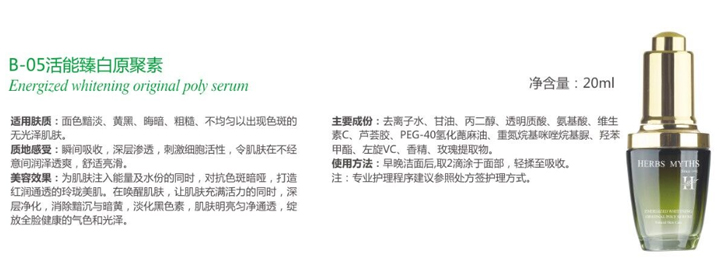 B-05活能臻白原聚素
Energized whitening original poly serum
净含量：20ml
适用肤质：面色黯淡、黄黑、晦暗、粗糙、不均匀以出现色斑的
无光泽肌肤。
质地感受：瞬间吸收，深层渗透，刺激细胞活性，令肌肤在不经
意间润泽透爽，舒适亮滑。
美容效果：为肌肤注入能量及水份的同时，对抗色斑暗哑，打造
红润通透的玲珑美肌。在唤醒肌肤，让肌肤充满活力的同时，深
层净化，消除黯沉与暗黄，淡化黑色素，肌肤明亮匀净通透，绽
放全脸健康的气色和光泽。
主要成份：去离子水、甘油、丙二醇、透明质酸、氨基酸、维生
素C、芦荟胶、PEG-40氢化蓖麻油、重氮烷基咪唑烷基脲、羟苯
甲酯、左旋VC、香精、玫瑰提取物。
使用方法：早晚洁面后,取2滴涂于面部，轻揉至吸收。
注：专业护理程序建议参照处方签护理方式。
HERBS MYTHS
H
ENERGIZED WHITENING
ORIGINAL POLY SERUM